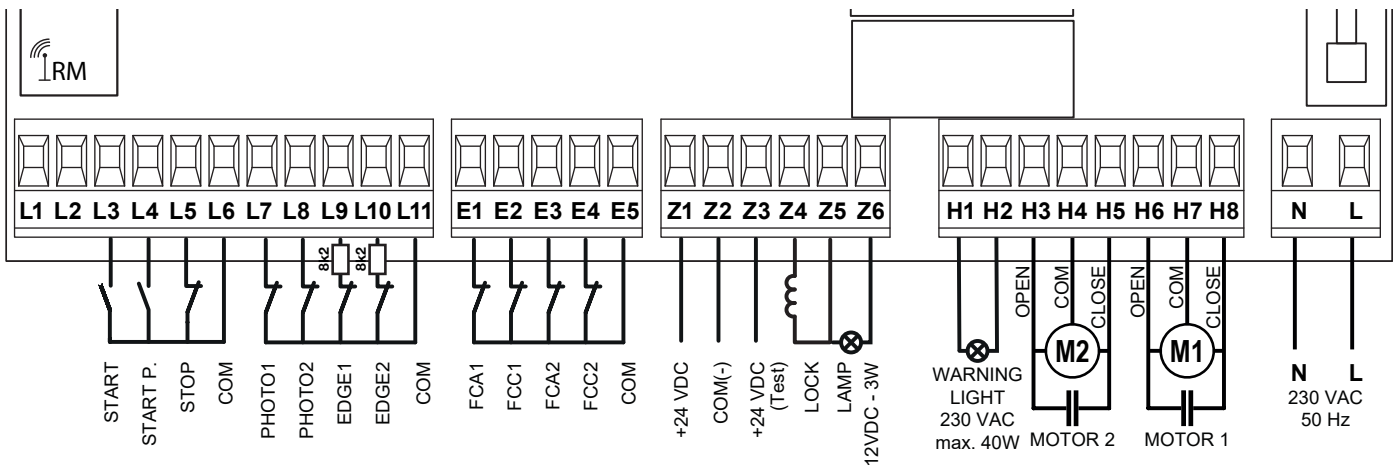 RM
L1 L2 L3 L4 L5 L6 L7 L8 L9 L10 L11
E1 E2 E3 E4 E5
Z1 Z2 Z3 Z4 Z5 Z6
H1 H2 H3 H4 H5 H6 H7 H8
N L
8k2
8k2
START
START P.
STOP
COM
PHOTO1
PHOTO2
EDGE1
EDGE2
COM
FCA1
FCC1
FCA2
FCC2
COM
+24 VDC
COM(-)
+24 VDC
(Test)
LOCK
LAMP
12VDC - 3W
WARNING
LIGHT
230 VAC
max. 40W
OPEN
COM
CLOSE
M2
MOTOR 2
OPEN
COM
CLOSE
M1
MOTOR 1
N L
230 VAC
50 Hz